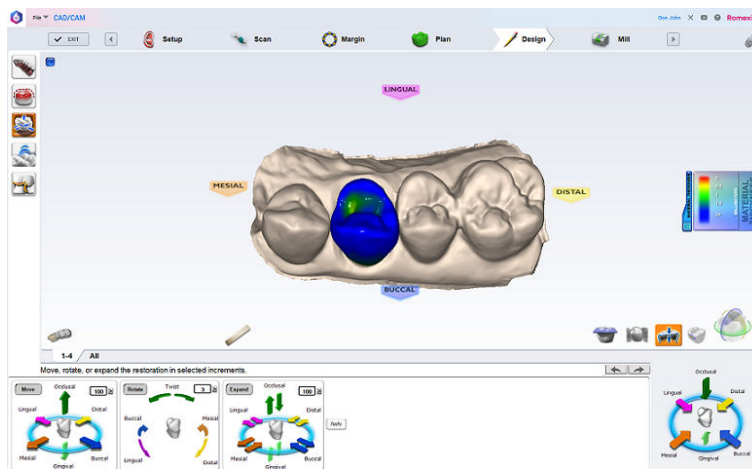 File CAD/CAM
Don John
Romexis
EXIT Setup Scan Margin Plan Design Mill
LINGUAL
MESIAL
DISTAL
BUCCAL
MATERIAL
1-4 All
Move, rotate, or expand the restoration in selected increments.
Move Occlusal 100
Lingual Distal
Mesial Buccal
Gingival
Rotate Twist 3
Buccal Mesial
Lingual Distal
Expand Occlusal 100
Lingual Distal
Mesial Buccal
Gingival
Apply
Occlusal
Lingual Distal
Mesial Buccal
Gingival